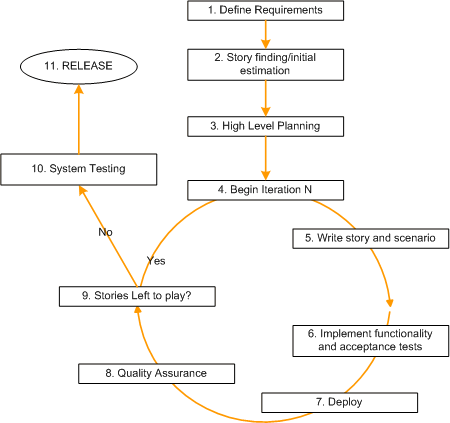 1. Define Requirements
2. Story finding/initial
estimation
3. High Level Planning
4. Begin Iteration N
5. Write story and scenario
6. Implement functionality
and acceptance tests
7. Deploy
8. Quality Assurance
9. Stories Left to play?
Yes
No
10. System Testing
11. RELEASE